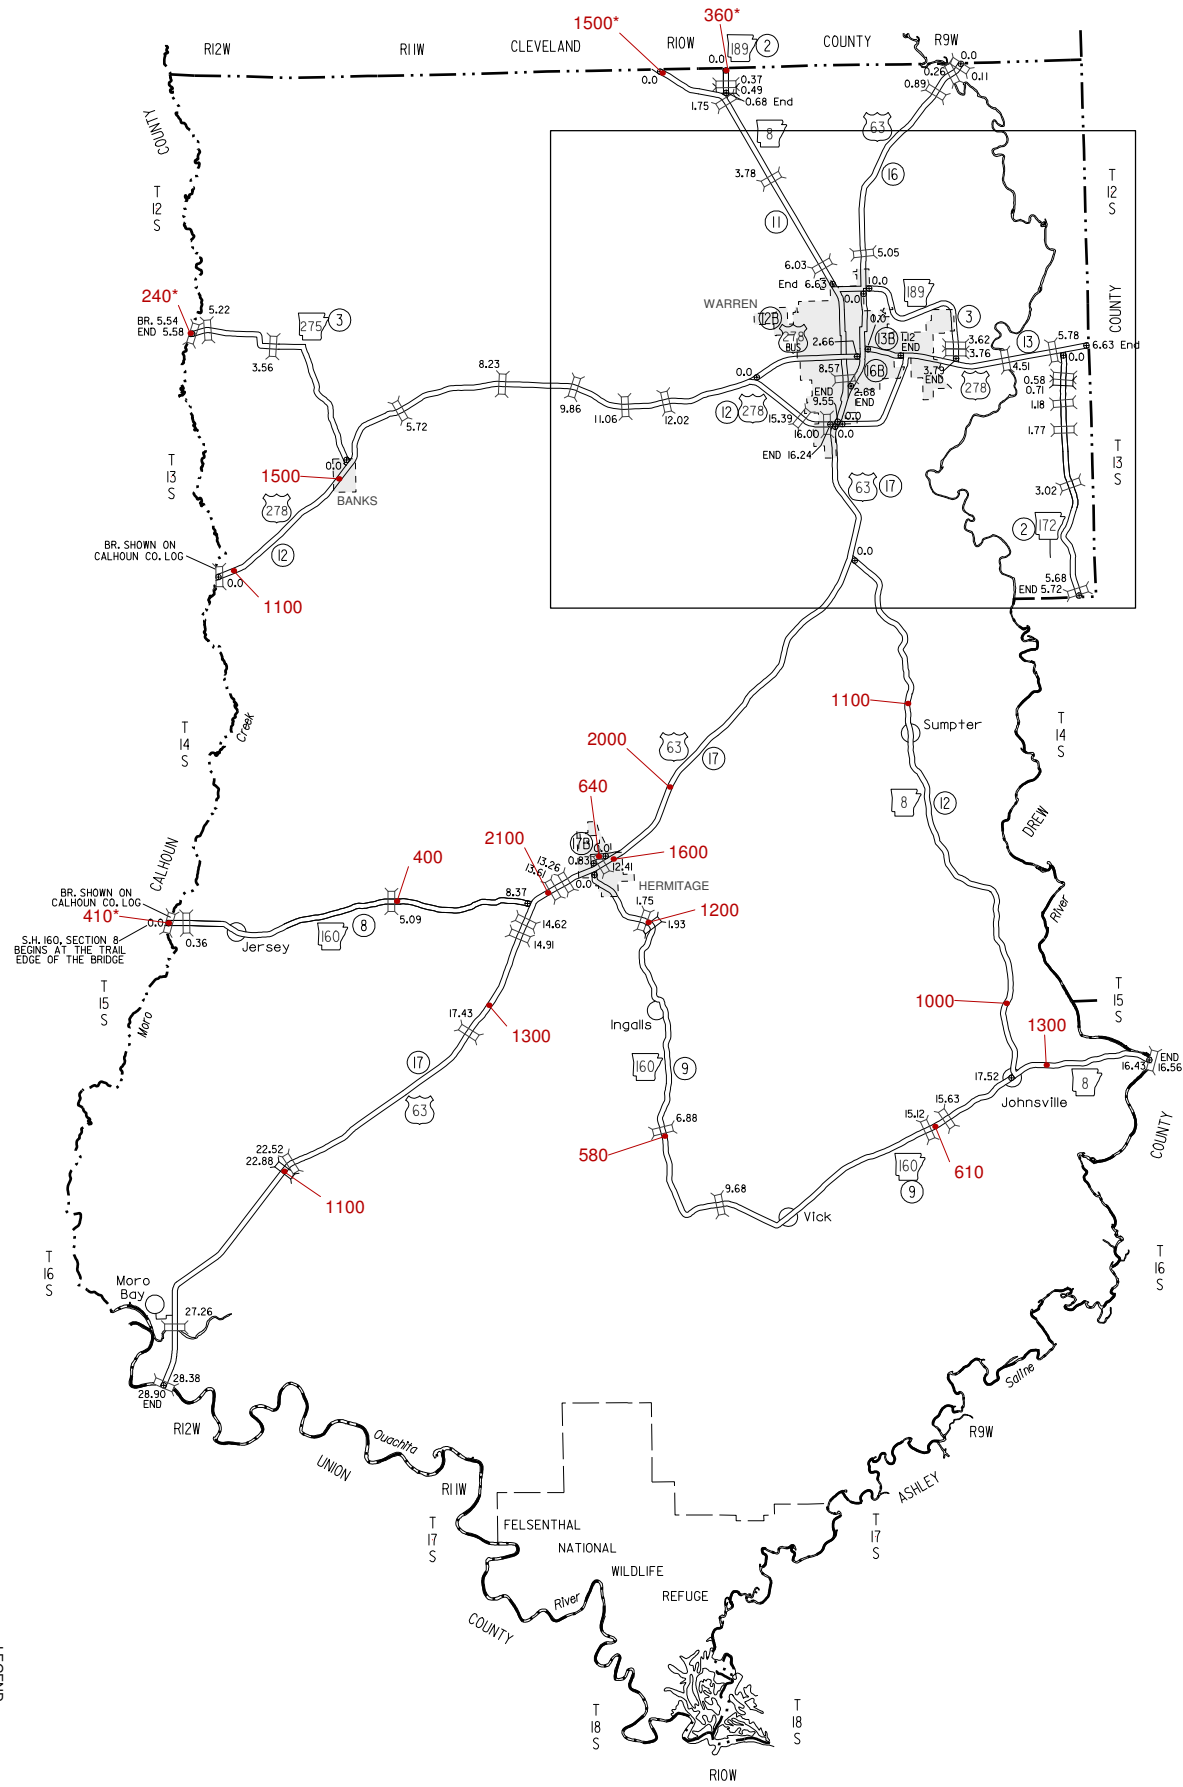 1500*
360*
R12W
R11W
CLEVELAND
R10W
189
2
COUNTY
R9W
0.0
0.0
0.37
0.49
0.68 End
1.75
0.0
0.26
0.11
0.89
8
63
COUNTY
T
12
S
3.78
16
T
12
S
11
6.03
5.05
End 6.63
10.0
0.0
189
WARREN
12B
278
BUS
0.0
13B
1.12
END
3
3.62
3.76
13
5.78
6.63 End
COUNTY
240*
BR. 5.54
END 5.58
5.22
275
3
3.56
8.23
2.66
16B
8.57
3.79
END
278
4.51
0.0
0.58
0.71
1.18
1.77
0.0
END
9.55
2.68
END
5.72
9.86
11.06
12.02
12
278
15.39
16.00
0.0
0.0
END 16.24
T
13
S
0.0
1500
BANKS
278
12
63
17
3.02
2
172
T
13
S
BR. SHOWN ON
CALHOUN CO. LOG
0.0
1100
0.0
5.68
END 5.72
T
14
S
Creek
1100
Sumpter
T
14
S
2000
63
17
640
8
12
DREW
17B
0.0
0.83
2100
1600
12.41
13.26
13.61
0.0
HERMITAGE
CALHOUN
400
BR. SHOWN ON
CALHOUN CO. LOG
410*
0.0
0.36
S.H. 160, SECTION 8
BEGINS AT THE TRAIL
EDGE OF THE BRIDGE
Jersey
160
8
5.09
8.37
14.62
14.91
1.75
1.93
1200
River
T
15
S
Moro
17.43
1300
Ingalls
1000
1300
T
15
S
17
63
160
9
17.52
Johnsville
8
16.43
END
16.56
22.52
22.88
1100
6.88
580
15.12
15.63
160
9
610
COUNTY
9.68
Vick
T
16
S
Moro
Bay
27.26
T
16
S
28.38
28.90
END
Saline
R12W
Ouachita
UNION
R11W
R9W
ASHLEY
T
17
S
FELSENTHAL
NATIONAL
WILDLIFE
REFUGE
T
17
S
River
COUNTY
LEGEND
T
18
S
T
18
S
R10W